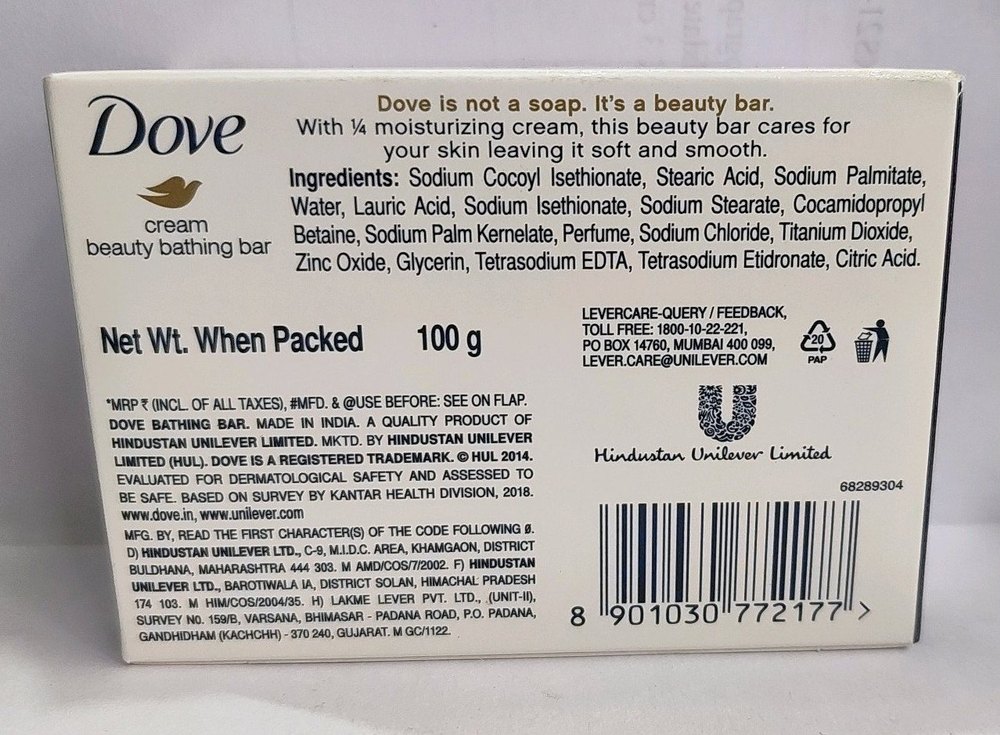 Dove
cream
beauty bathing bar
Dove is not a soap. It's a beauty bar.
With ¼ moisturizing cream, this beauty bar cares for
your skin leaving it soft and smooth.
Ingredients: Sodium Cocoyl Isethionate, Stearic Acid, Sodium Palmitate,
Water, Lauric Acid, Sodium Isethionate, Sodium Stearate, Cocamidopropyl
Betaine, Sodium Palm Kernelate, Perfume, Sodium Chloride, Titanium Dioxide,
Zinc Oxide, Glycerin, Tetrasodium EDTA, Tetrasodium Etidronate, Citric Acid.
Net Wt. When Packed 100 g
LEVERCARE-QUERY / FEEDBACK,
TOLL FREE: 1800-10-22-221,
PO BOX 14760, MUMBAI 400 099,
LEVER.CARE@UNILEVER.COM
20
PAP
*MRP ₹ (INCL. OF ALL TAXES), #MFD. & @USE BEFORE: SEE ON FLAP.
DOVE BATHING BAR. MADE IN INDIA. A QUALITY PRODUCT OF
HINDUSTAN UNILEVER LIMITED. MKTD. BY HINDUSTAN UNILEVER
LIMITED (HUL). DOVE IS A REGISTERED TRADEMARK. © HUL 2014.
EVALUATED FOR DERMATOLOGICAL SAFETY AND ASSESSED TO
BE SAFE. BASED ON SURVEY BY KANTAR HEALTH DIVISION, 2018.
www.dove.in, www.unilever.com
MFG. BY, READ THE FIRST CHARACTER(S) OF THE CODE FOLLOWING Ø.
D) HINDUSTAN UNILEVER LTD., C-9, M.I.D.C. AREA, KHAMGAON, DISTRICT
BULDHANA, MAHARASHTRA 444 303. M AMD/COS/7/2002. F) HINDUSTAN
UNILEVER LTD., BAROTIWALA IA, DISTRICT SOLAN, HIMACHAL PRADESH
174 103. M HIM/COS/2004/35. H) LAKME LEVER PVT. LTD., (UNIT-II),
SURVEY NO. 159/B, VARSANA, BHIMASAR - PADANA ROAD, P.O. PADANA,
GANDHIDHAM (KACHCHH) - 370 240, GUJARAT. M GC/1122.
Hindustan Unilever Limited
68289304
8 901030 772177 >